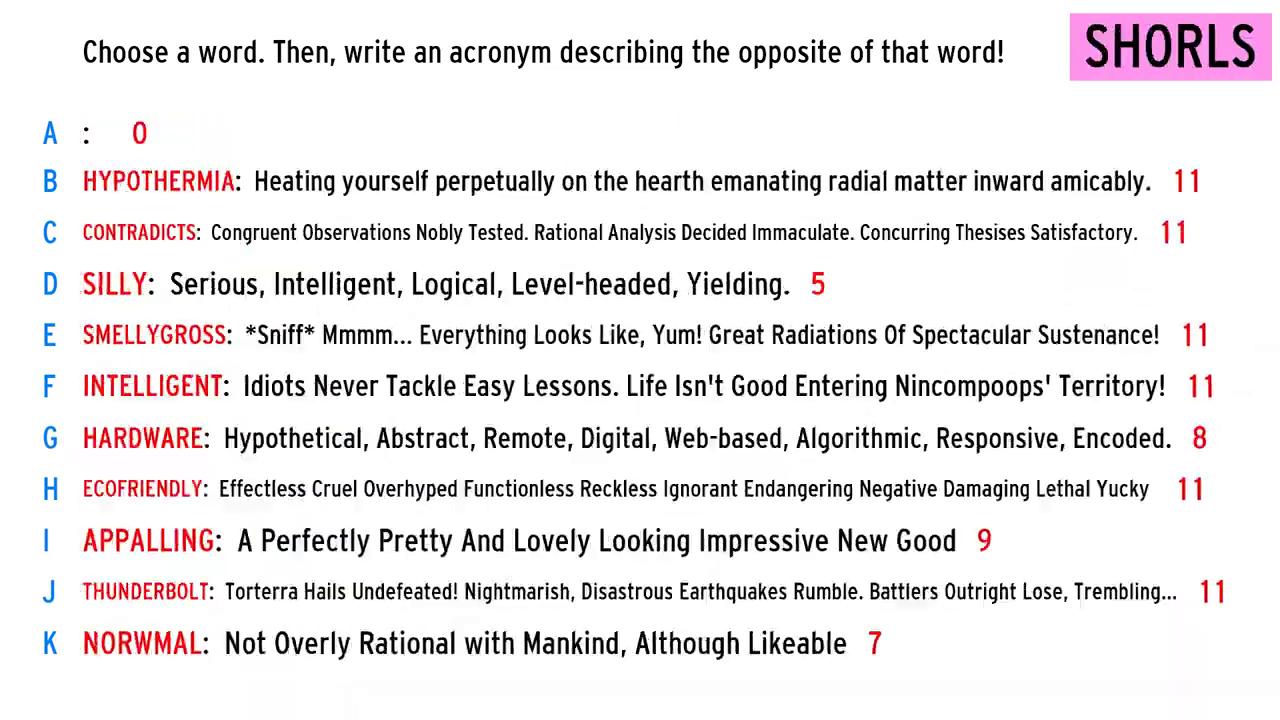 Choose a word. Then, write an acronym describing the opposite of that word!
SHORLS
A : 0
B HYPOTHERMIA: Heating yourself perpetually on the hearth emanating radial matter inward amicably. 11
C CONTRADICTS: Congruent Observations Nobly Tested. Rational Analysis Decided Immaculate. Concurring Thesises Satisfactory. 11
D SILLY: Serious, Intelligent, Logical, Level-headed, Yielding. 5
E SMELLYGROSS: *Sniff* Mmmm... Everything Looks Like, Yum! Great Radiations Of Spectacular Sustenance! 11
F INTELLIGENT: Idiots Never Tackle Easy Lessons. Life Isn't Good Entering Nincompoops' Territory! 11
G HARDWARE: Hypothetical, Abstract, Remote, Digital, Web-based, Algorithmic, Responsive, Encoded. 8
H ECOFRIENDLY: Effectless Cruel Overhyped Functionless Reckless Ignorant Endangering Negative Damaging Lethal Yucky 11
I APPALLING: A Perfectly Pretty And Lovely Looking Impressive New Good 9
J THUNDERBOLT: Torterra Hails Undefeated! Nightmarish, Disastrous Earthquakes Rumble. Battlers Outright Lose, Trembling... 11
K NORWMAL: Not Overly Rational with Mankind, Although Likeable 7